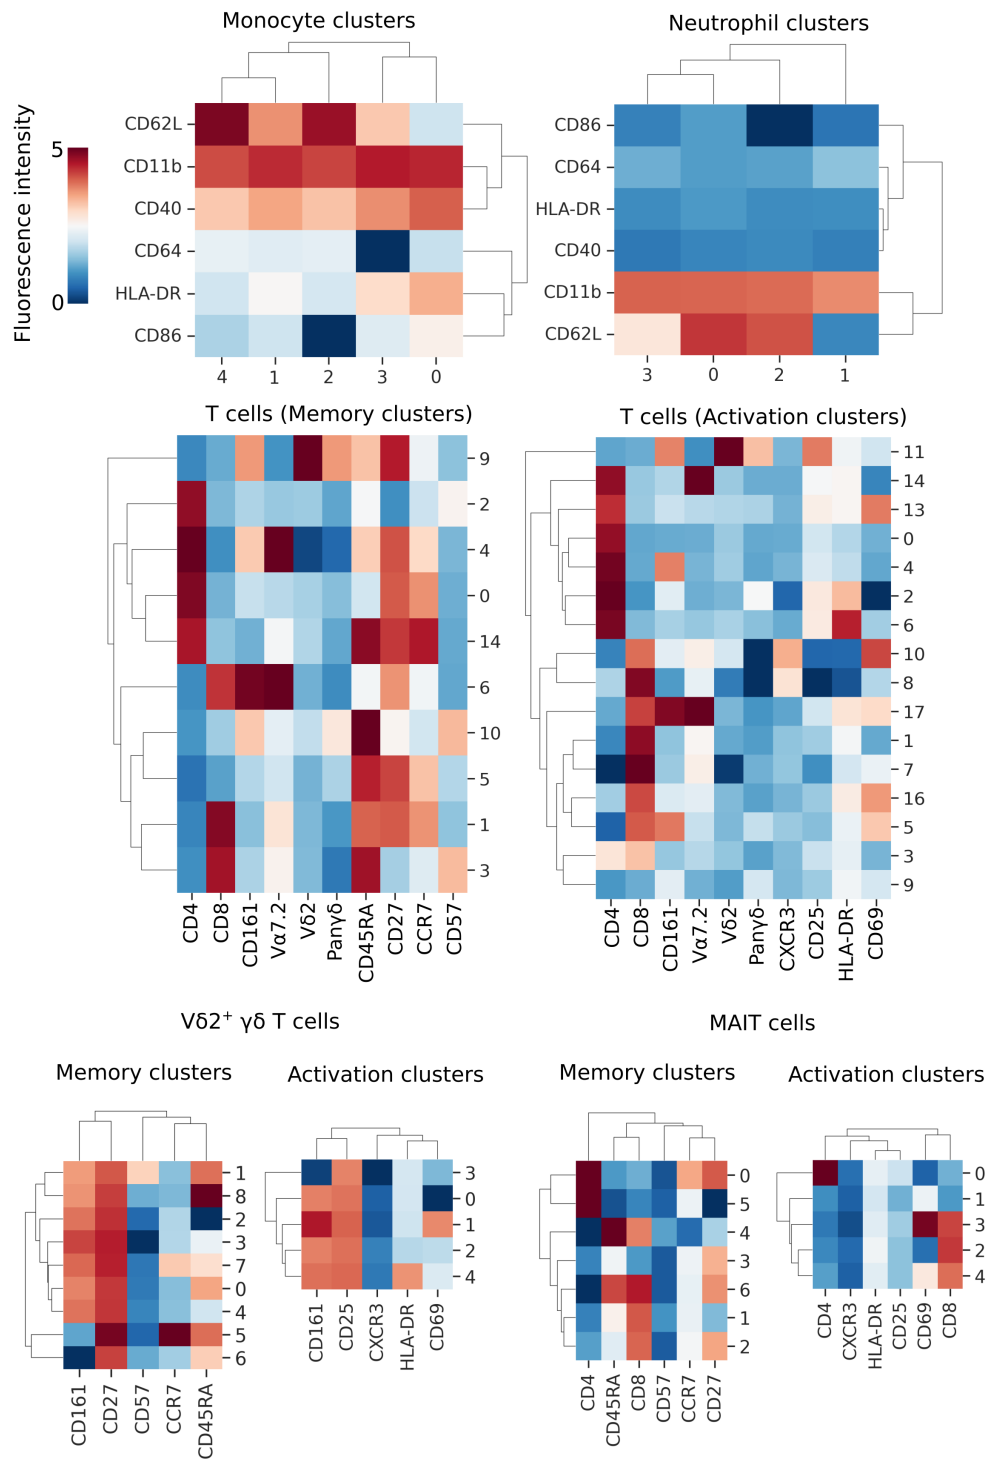 Monocyte clusters
Neutrophil clusters
Fluorescence intensity
5
0
CD62L
CD11b
CD40
CD64
HLA-DR
CD86
4 1 2 3 0
CD86
CD64
HLA-DR
CD40
CD11b
CD62L
3 0 2 1
T cells (Memory clusters)
9
2
4
0
14
6
10
5
1
3
CD4 CD8 CD161 Vα7.2 Vδ2 Panγδ CD45RA CD27 CCR7 CD57
T cells (Activation clusters)
11
14
13
0
4
2
6
10
8
17
1
7
16
5
3
9
CD4 CD8 CD161 Vα7.2 Vδ2 Panγδ CXCR3 CD25 HLA-DR CD69
Vδ2⁺ γδ T cells
MAIT cells
Memory clusters
1
8
2
3
7
0
4
5
6
CD161 CD27 CD57 CCR7 CD45RA
Activation clusters
3
0
1
2
4
CD161 CD25 CXCR3 HLA-DR CD69
Memory clusters
0
5
4
3
6
1
2
CD4 CD45RA CD8 CD57 CCR7 CD27
Activation clusters
0
1
3
2
4
CD4 CXCR3 HLA-DR CD25 CD69 CD8